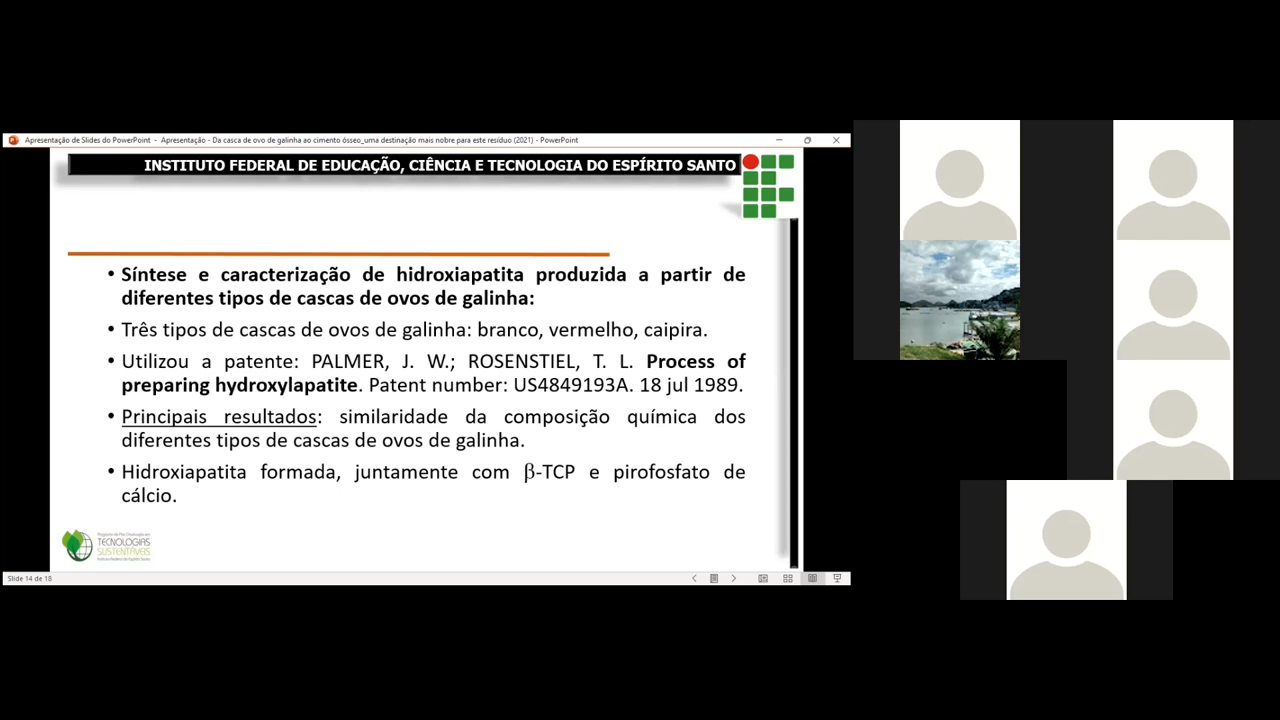 Apresentação de Slides do PowerPoint - Apresentação - Da casca de ovo de galinha ao cimento ósseo_uma destinação mais nobre para este resíduo (2021) - PowerPoint
INSTITUTO FEDERAL DE EDUCAÇÃO, CIÊNCIA E TECNOLOGIA DO ESPÍRITO SANTO
• Síntese e caracterização de hidroxiapatita produzida a partir de
diferentes tipos de cascas de ovos de galinha:
• Três tipos de cascas de ovos de galinha: branco, vermelho, caipira.
• Utilizou a patente: PALMER, J. W.; ROSENSTIEL, T. L. Process of
preparing hydroxylapatite. Patent number: US4849193A. 18 jul 1989.
• Principais resultados: similaridade da composição química dos
diferentes tipos de cascas de ovos de galinha.
• Hidroxiapatita formada, juntamente com β-TCP e pirofosfato de
cálcio.
TECNOLOGIAS
SUSTENTÁVEIS
Slide 14 de 18